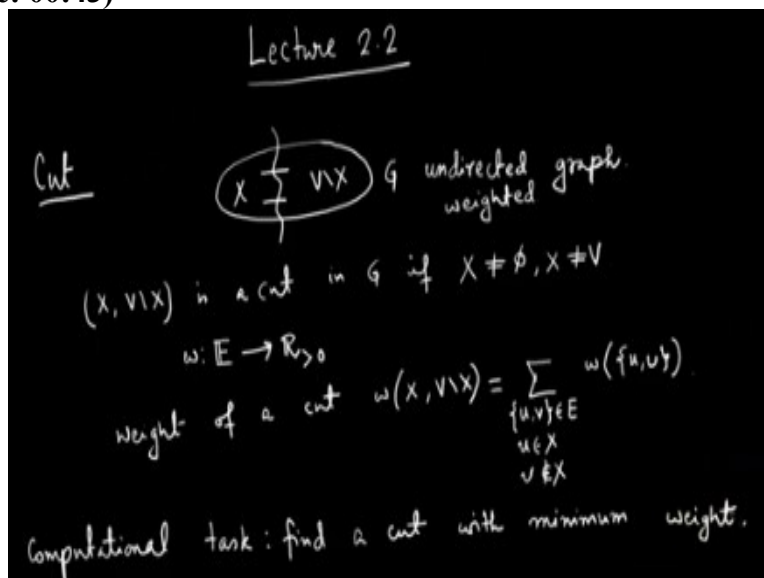 Lecture 2.2
Cut
X V\X G undirected graph.
weighted
(X, V\X) is a cut in G if X ≠ ϕ, X ≠ V
w: E → R>0
weight of a cut w(X, V\X) = ∑ w({u,v})
{u,v} ∈ E
u ∈ X
v ∉ X
Computational task: find a cut with minimum weight.